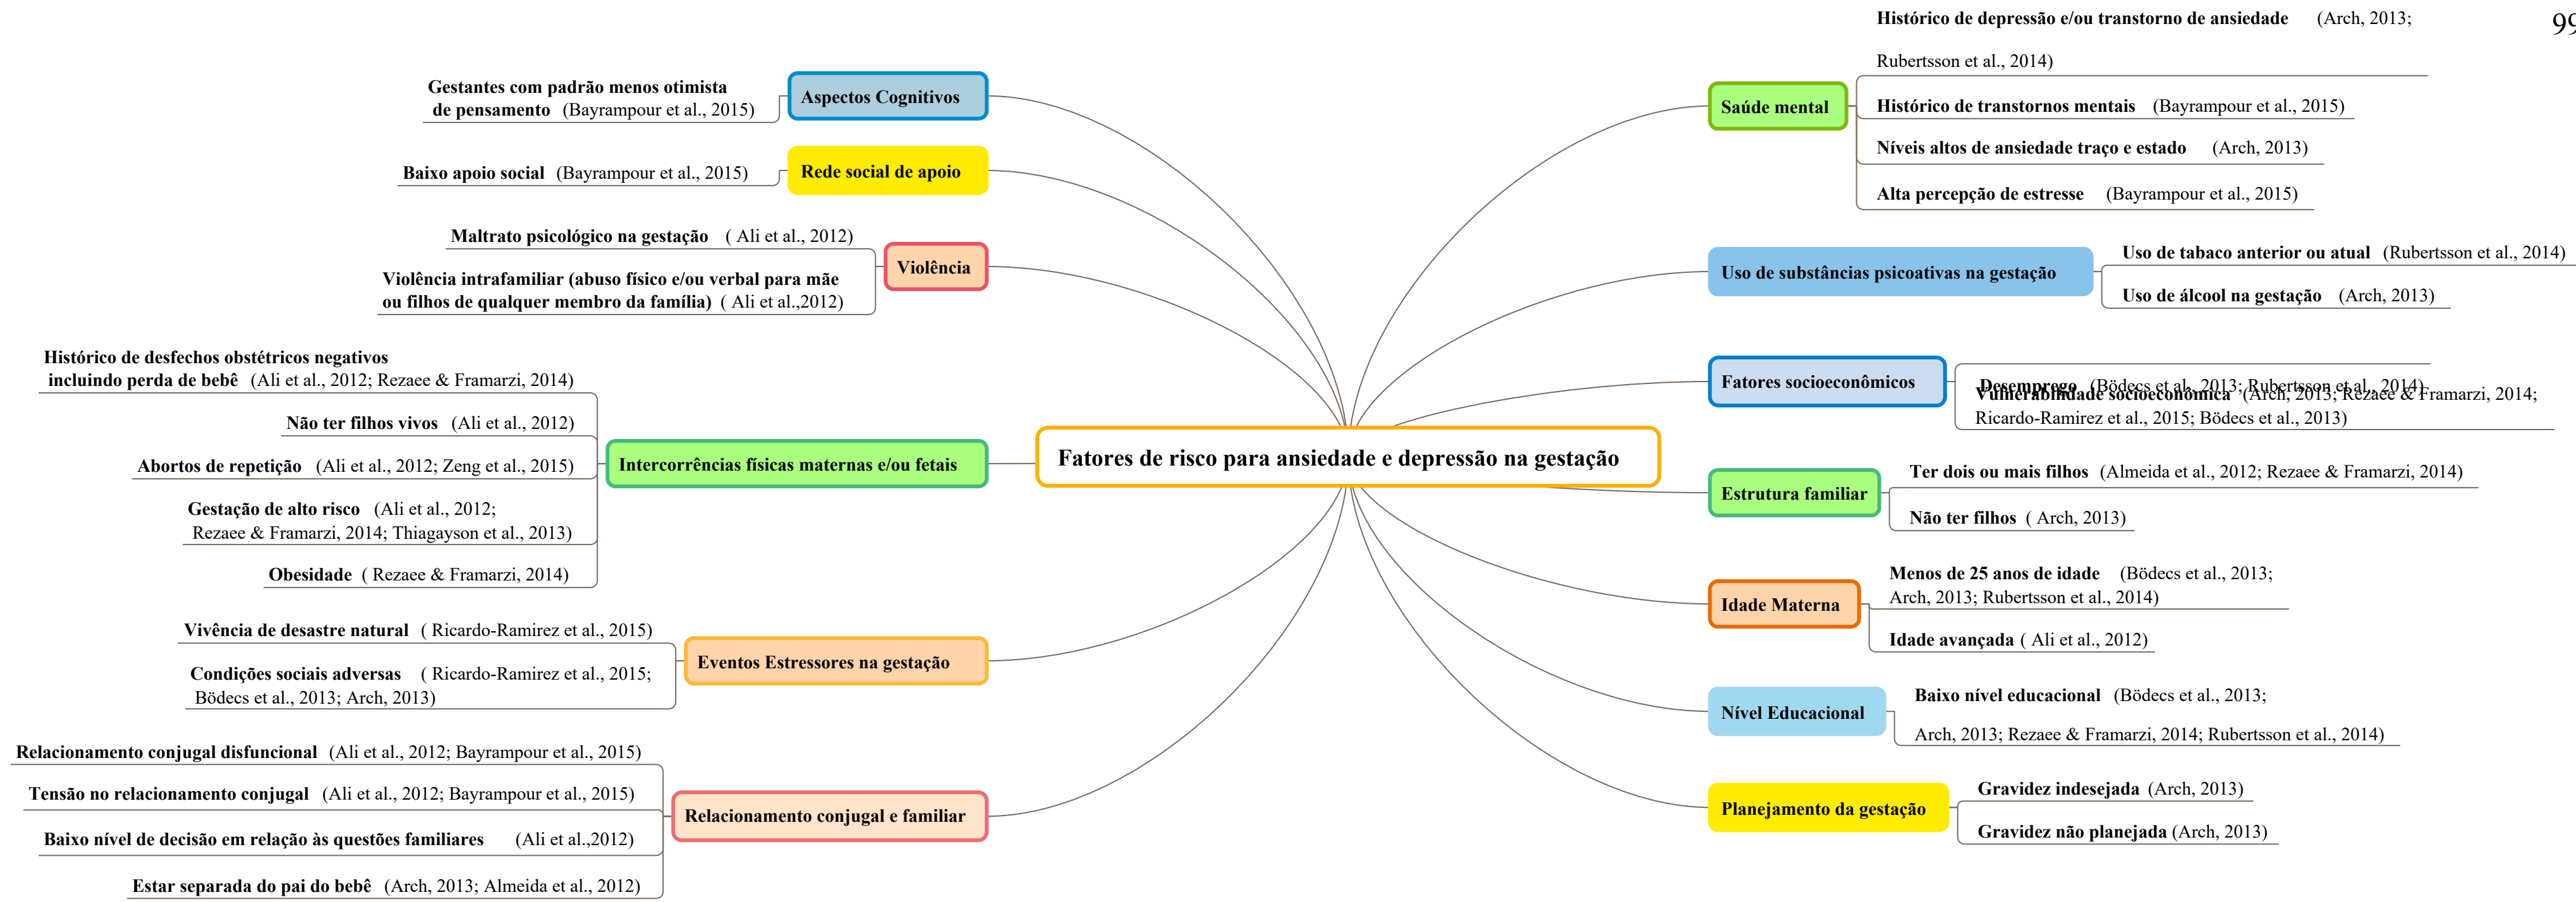 99
Gestantes com padrão menos otimista
de pensamento (Bayrampour et al., 2015)
Aspectos Cognitivos
Baixo apoio social (Bayrampour et al., 2015)
Rede social de apoio
Maltrato psicológico na gestação ( Ali et al., 2012)
Violência intrafamiliar (abuso físico e/ou verbal para mãe
ou filhos de qualquer membro da família) ( Ali et al.,2012)
Violência
Histórico de desfechos obstétricos negativos
incluindo perda de bebê (Ali et al., 2012; Rezaee & Framarzi, 2014)
Não ter filhos vivos (Ali et al., 2012)
Abortos de repetição (Ali et al., 2012; Zeng et al., 2015)
Gestação de alto risco (Ali et al., 2012;
Rezaee & Framarzi, 2014; Thiagayson et al., 2013)
Obesidade ( Rezaee & Framarzi, 2014)
Intercorrências físicas maternas e/ou fetais
Vivência de desastre natural ( Ricardo-Ramirez et al., 2015)
Condições sociais adversas ( Ricardo-Ramirez et al., 2015;
Bödecs et al., 2013; Arch, 2013)
Eventos Estressores na gestação
Relacionamento conjugal disfuncional (Ali et al., 2012; Bayrampour et al., 2015)
Tensão no relacionamento conjugal (Ali et al., 2012; Bayrampour et al., 2015)
Baixo nível de decisão em relação às questões familiares (Ali et al.,2012)
Estar separada do pai do bebê (Arch, 2013; Almeida et al., 2012)
Relacionamento conjugal e familiar
Fatores de risco para ansiedade e depressão na gestação
Saúde mental
Histórico de depressão e/ou transtorno de ansiedade (Arch, 2013;
Rubertsson et al., 2014)
Histórico de transtornos mentais (Bayrampour et al., 2015)
Níveis altos de ansiedade traço e estado (Arch, 2013)
Alta percepção de estresse (Bayrampour et al., 2015)
Uso de substâncias psicoativas na gestação
Uso de tabaco anterior ou atual (Rubertsson et al., 2014)
Uso de álcool na gestação (Arch, 2013)
Fatores socioeconômicos
Desemprego (Bödecs et al., 2013; Rubertsson et al., 2014)
Vulnerabilidade socioeconômica (Arch, 2013; Rezaee & Framarzi, 2014;
Ricardo-Ramirez et al., 2015; Bödecs et al., 2013)
Estrutura familiar
Ter dois ou mais filhos (Almeida et al., 2012; Rezaee & Framarzi, 2014)
Não ter filhos ( Arch, 2013)
Idade Materna
Menos de 25 anos de idade (Bödecs et al., 2013;
Arch, 2013; Rubertsson et al., 2014)
Idade avançada ( Ali et al., 2012)
Nível Educacional
Baixo nível educacional (Bödecs et al., 2013;
Arch, 2013; Rezaee & Framarzi, 2014; Rubertsson et al., 2014)
Planejamento da gestação
Gravidez indesejada (Arch, 2013)
Gravidez não planejada (Arch, 2013)